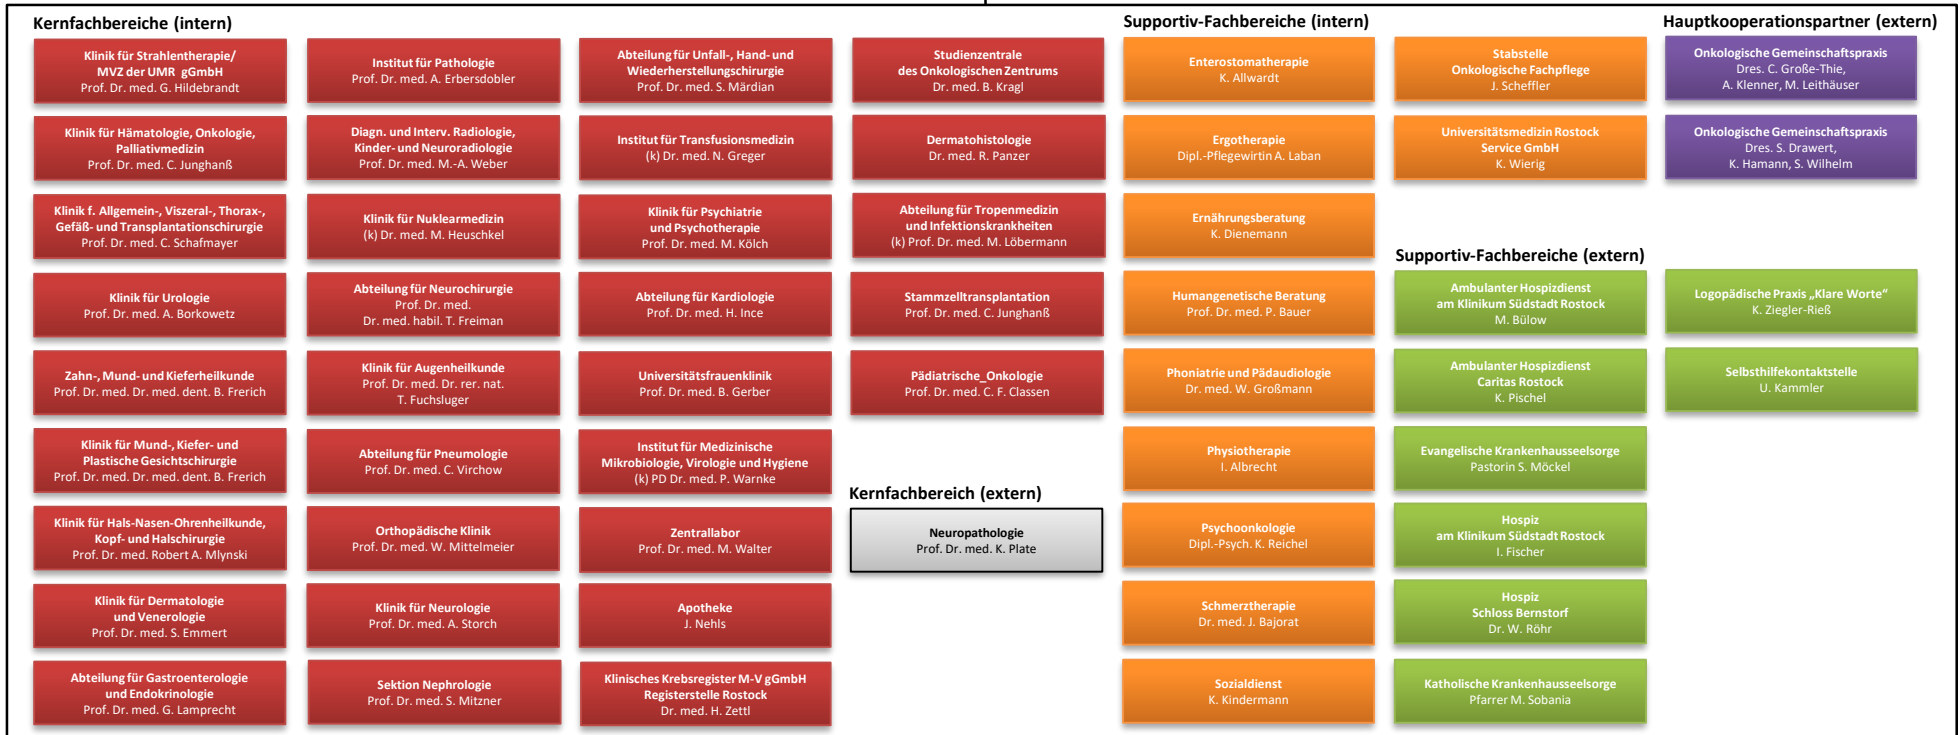 Kernfachbereiche (intern)
Klinik für Strahlentherapie/
MVZ der UMR gGmbH
Prof. Dr. med. G. Hildebrandt
Klinik für Hämatologie, Onkologie,
Palliativmedizin
Prof. Dr. med. C. Junghanß
Klinik f. Allgemein-, Viszeral-, Thorax-,
Gefäß- und Transplantationschirurgie
Prof. Dr. med. C. Schafmayer
Klinik für Urologie
Prof. Dr. med. A. Borkowetz
Zahn-, Mund- und Kieferheilkunde
Prof. Dr. med. Dr. med. dent. B. Frerich
Klinik für Mund-, Kiefer- und
Plastische Gesichtschirurgie
Prof. Dr. med. Dr. med. dent. B. Frerich
Klinik für Hals-Nasen-Ohrenheilkunde,
Kopf- und Halschirurgie
Prof. Dr. med. Robert A. Mlynski
Klinik für Dermatologie
und Venerologie
Prof. Dr. med. S. Emmert
Abteilung für Gastroenterologie
und Endokrinologie
Prof. Dr. med. G. Lamprecht
Institut für Pathologie
Prof. Dr. med. A. Erbersdobler
Diagn. und Interv. Radiologie,
Kinder- und Neuroradiologie
Prof. Dr. med. M.-A. Weber
Klinik für Nuklearmedizin
(k) Dr. med. M. Heuschkel
Abteilung für Neurochirurgie
Prof. Dr. med.
Dr. med. habil. T. Freiman
Klinik für Augenheilkunde
Prof. Dr. med. Dr. rer. nat.
T. Fuchsluger
Abteilung für Pneumologie
Prof. Dr. med. C. Virchow
Orthopädische Klinik
Prof. Dr. med. W. Mittelmeier
Klinik für Neurologie
Prof. Dr. med. A. Storch
Sektion Nephrologie
Prof. Dr. med. S. Mitzner
Abteilung für Unfall-, Hand- und
Wiederherstellungschirurgie
Prof. Dr. med. S. Märdian
Institut für Transfusionsmedizin
(k) Dr. med. N. Greger
Klinik für Psychiatrie
und Psychotherapie
Prof. Dr. med. M. Kölch
Abteilung für Kardiologie
Prof. Dr. med. H. Ince
Universitätsfrauenklinik
Prof. Dr. med. B. Gerber
Institut für Medizinische
Mikrobiologie, Virologie und Hygiene
(k) PD Dr. med. P. Warnke
Zentrallabor
Prof. Dr. med. M. Walter
Apotheke
J. Nehls
Klinisches Krebsregister M-V gGmbH
Registerstelle Rostock
Dr. med. H. Zettl
Studienzentrale
des Onkologischen Zentrums
Dr. med. B. Kragl
Dermatohistologie
Dr. med. R. Panzer
Abteilung für Tropenmedizin
und Infektionskrankheiten
(k) Prof. Dr. med. M. Löbermann
Stammzelltransplantation
Prof. Dr. med. C. Junghanß
Pädiatrische_Onkologie
Prof. Dr. med. C. F. Classen
Kernfachbereich (extern)
Neuropathologie
Prof. Dr. med. K. Plate
Supportiv-Fachbereiche (intern)
Enterostomatherapie
K. Allwardt
Ergotherapie
Dipl.-Pflegewirtin A. Laban
Ernährungsberatung
K. Dienemann
Humangenetische Beratung
Prof. Dr. med. P. Bauer
Phoniatrie und Pädaudiologie
Dr. med. W. Großmann
Physiotherapie
I. Albrecht
Psychoonkologie
Dipl.-Psych. K. Reichel
Schmerztherapie
Dr. med. J. Bajorat
Sozialdienst
K. Kindermann
Stabstelle
Onkologische Fachpflege
J. Scheffler
Universitätsmedizin Rostock
Service GmbH
K. Wierig
Supportiv-Fachbereiche (extern)
Ambulanter Hospizdienst
am Klinikum Südstadt Rostock
M. Bülow
Ambulanter Hospizdienst
Caritas Rostock
K. Pischel
Evangelische Krankenhausseelsorge
Pastorin S. Möckel
Hospiz
am Klinikum Südstadt Rostock
I. Fischer
Hospiz
Schloss Bernstorf
Dr. W. Röhr
Katholische Krankenhausseelsorge
Pfarrer M. Sobania
Hauptkooperationspartner (extern)
Onkologische Gemeinschaftspraxis
Dres. C. Große-Thie,
A. Klenner, M. Leithäuser
Onkologische Gemeinschaftspraxis
Dres. S. Drawert,
K. Hamann, S. Wilhelm
Logopädische Praxis „Klare Worte“
K. Ziegler-Rieß
Selbsthilfekontaktstelle
U. Kammler